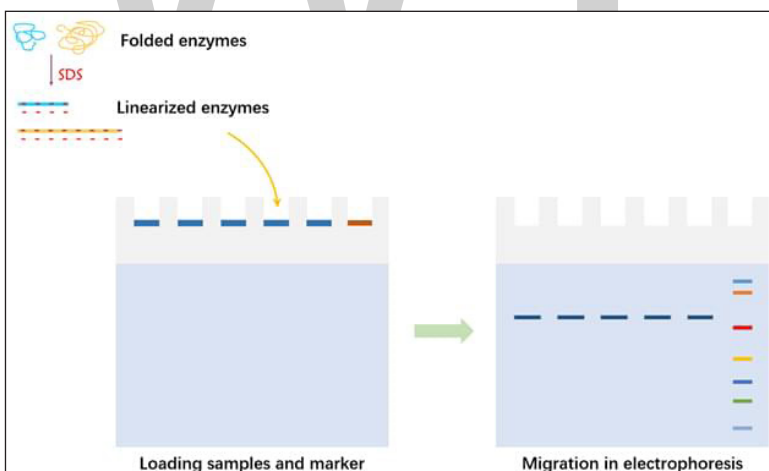 Folded enzymes
SDS
Linearized enzymes
Loading samples and marker
Migration in electrophoresis